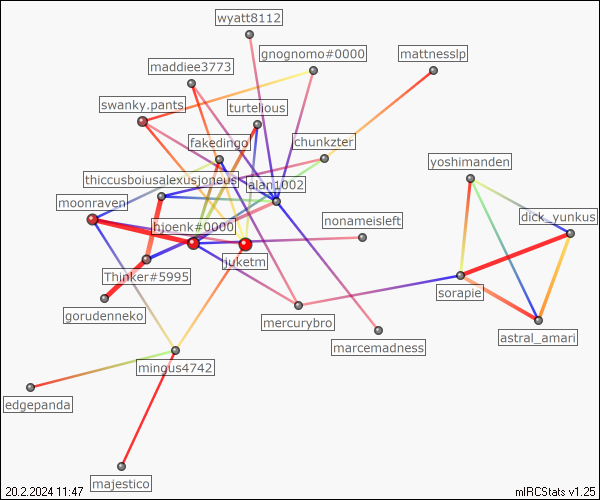 wyatt8112
gnognomo#0000
mattnesslp
maddiee3773
swanky.pants
turtelious
fakedingo
chunkzter
yoshimanden
thiccusboiusalexusjoneus
alan1002
moonraven
hjoenk#0000
nonameisleft
dick_yunkus
juketm
Thinker#5995
sorapie
gorudenneko
mercurybro
astral_amari
marcemadness
mingus4742
edgepanda
majestico
20.2.2024 11:47
mIRCStats v1.25